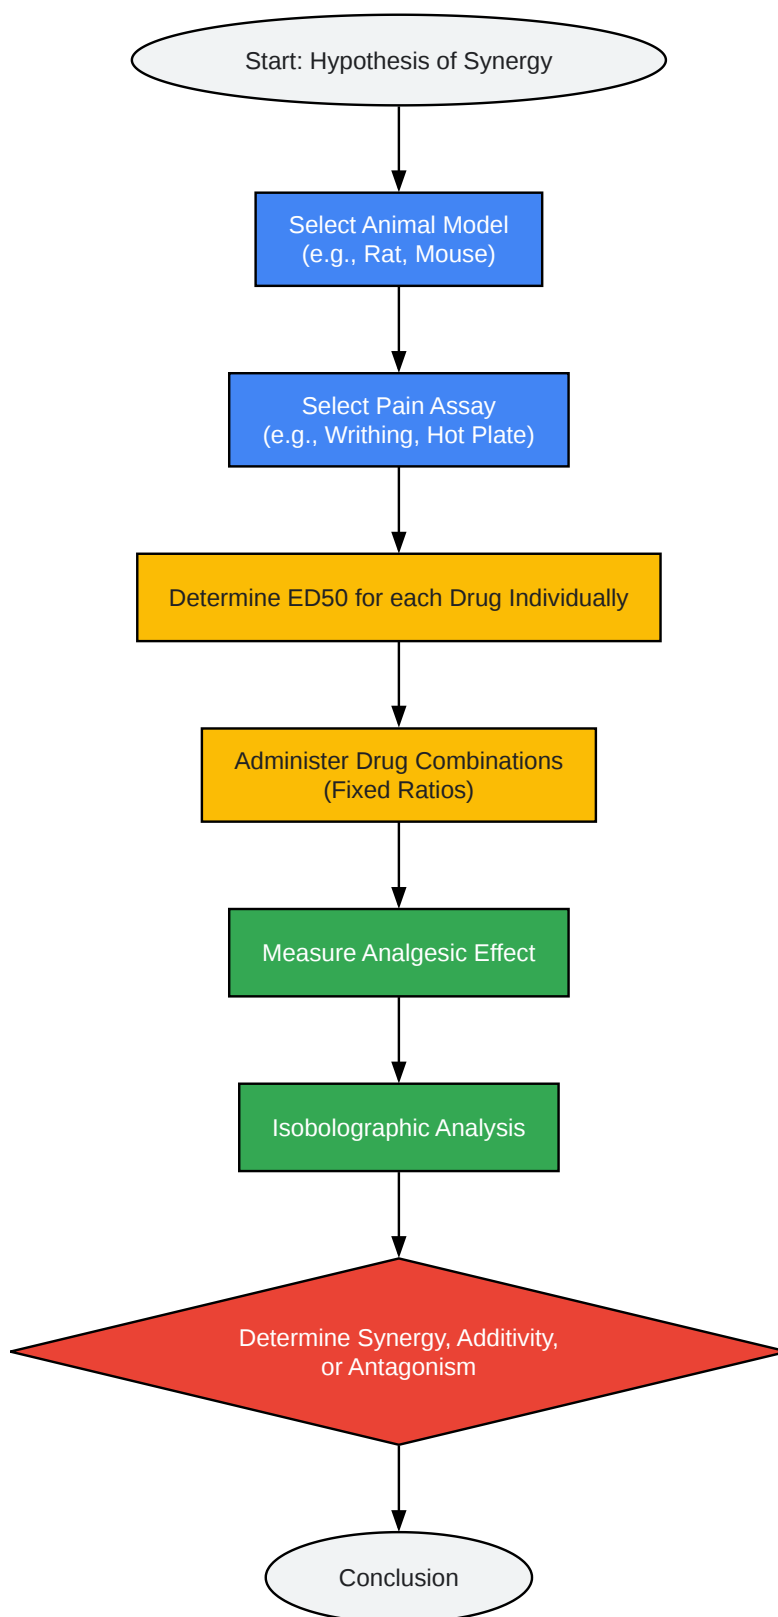 Start: Hypothesis of Synergy
Select Animal Model
(e.g., Rat, Mouse)
Select Pain Assay
(e.g., Writhing, Hot Plate)
Determine ED50 for each Drug Individually
Administer Drug Combinations
(Fixed Ratios)
Measure Analgesic Effect
Isobolographic Analysis
Determine Synergy, Additivity,
or Antagonism
Conclusion